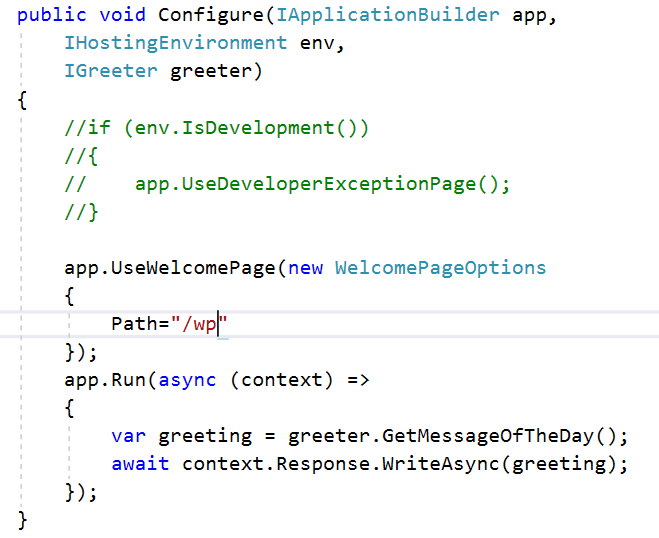 public void Configure(IApplicationBuilder app,
    IHostingEnvironment env,
    IGreeter greeter)
{
    //if (env.IsDevelopment())
    //{
    //    app.UseDeveloperExceptionPage();
    //}

    app.UseWelcomePage(new WelcomePageOptions
    {
        Path="/wp"
    });
    app.Run(async (context) =>
    {
        var greeting = greeter.GetMessageOfTheDay();
        await context.Response.WriteAsync(greeting);
    });
}